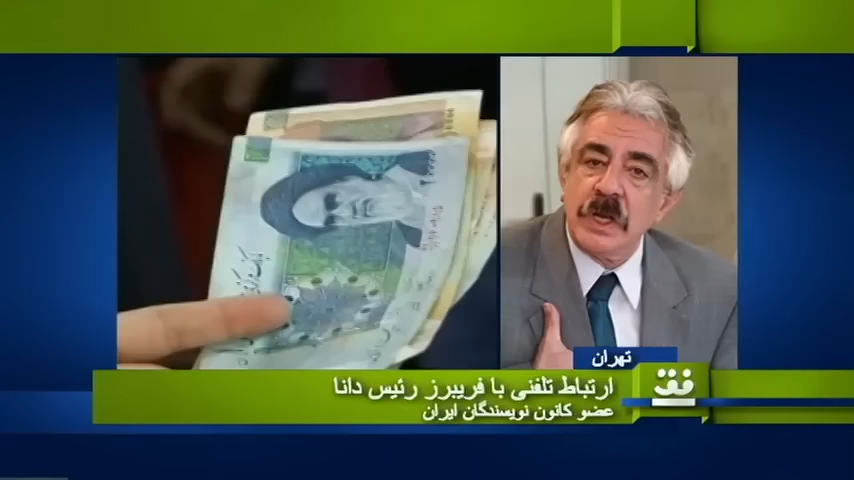 تهران
ارتباط تلفنی با فریبرز رئیس دانا
عضو کانون نویسندگان ایران